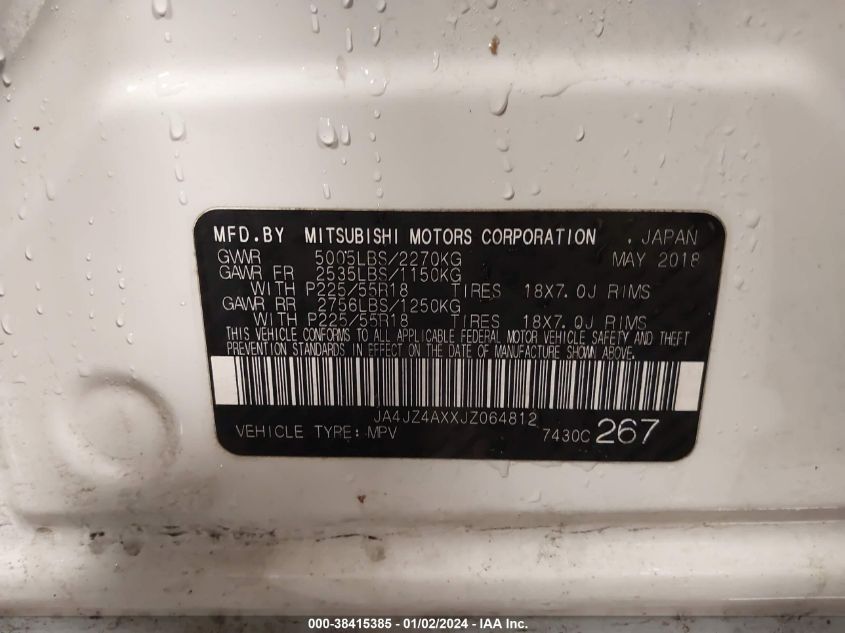 MFD.BY MITSUBISHI MOTORS CORPORATION , JAPAN
GVWR 5005LBS/2270KG MAY 2018
GAWR FR 2535LBS/1150KG
WITH P225/55R18 TIRES 18X7.0J RIMS
GAWR RR 2756LBS/1250KG
WITH P225/55R18 TIRES 18X7.0J RIMS
THIS VEHICLE CONFORMS TO ALL APPLICABLE FEDERAL MOTOR VEHICLE SAFETY AND THEFT
PREVENTION STANDARDS IN EFFECT ON THE DATE OF MANUFACTURE SHOWN ABOVE.
JA4JZ4AXXJZ064812
VEHICLE TYPE: MPV 7430C 267
000-38415385 - 01/02/2024 - IAA Inc.